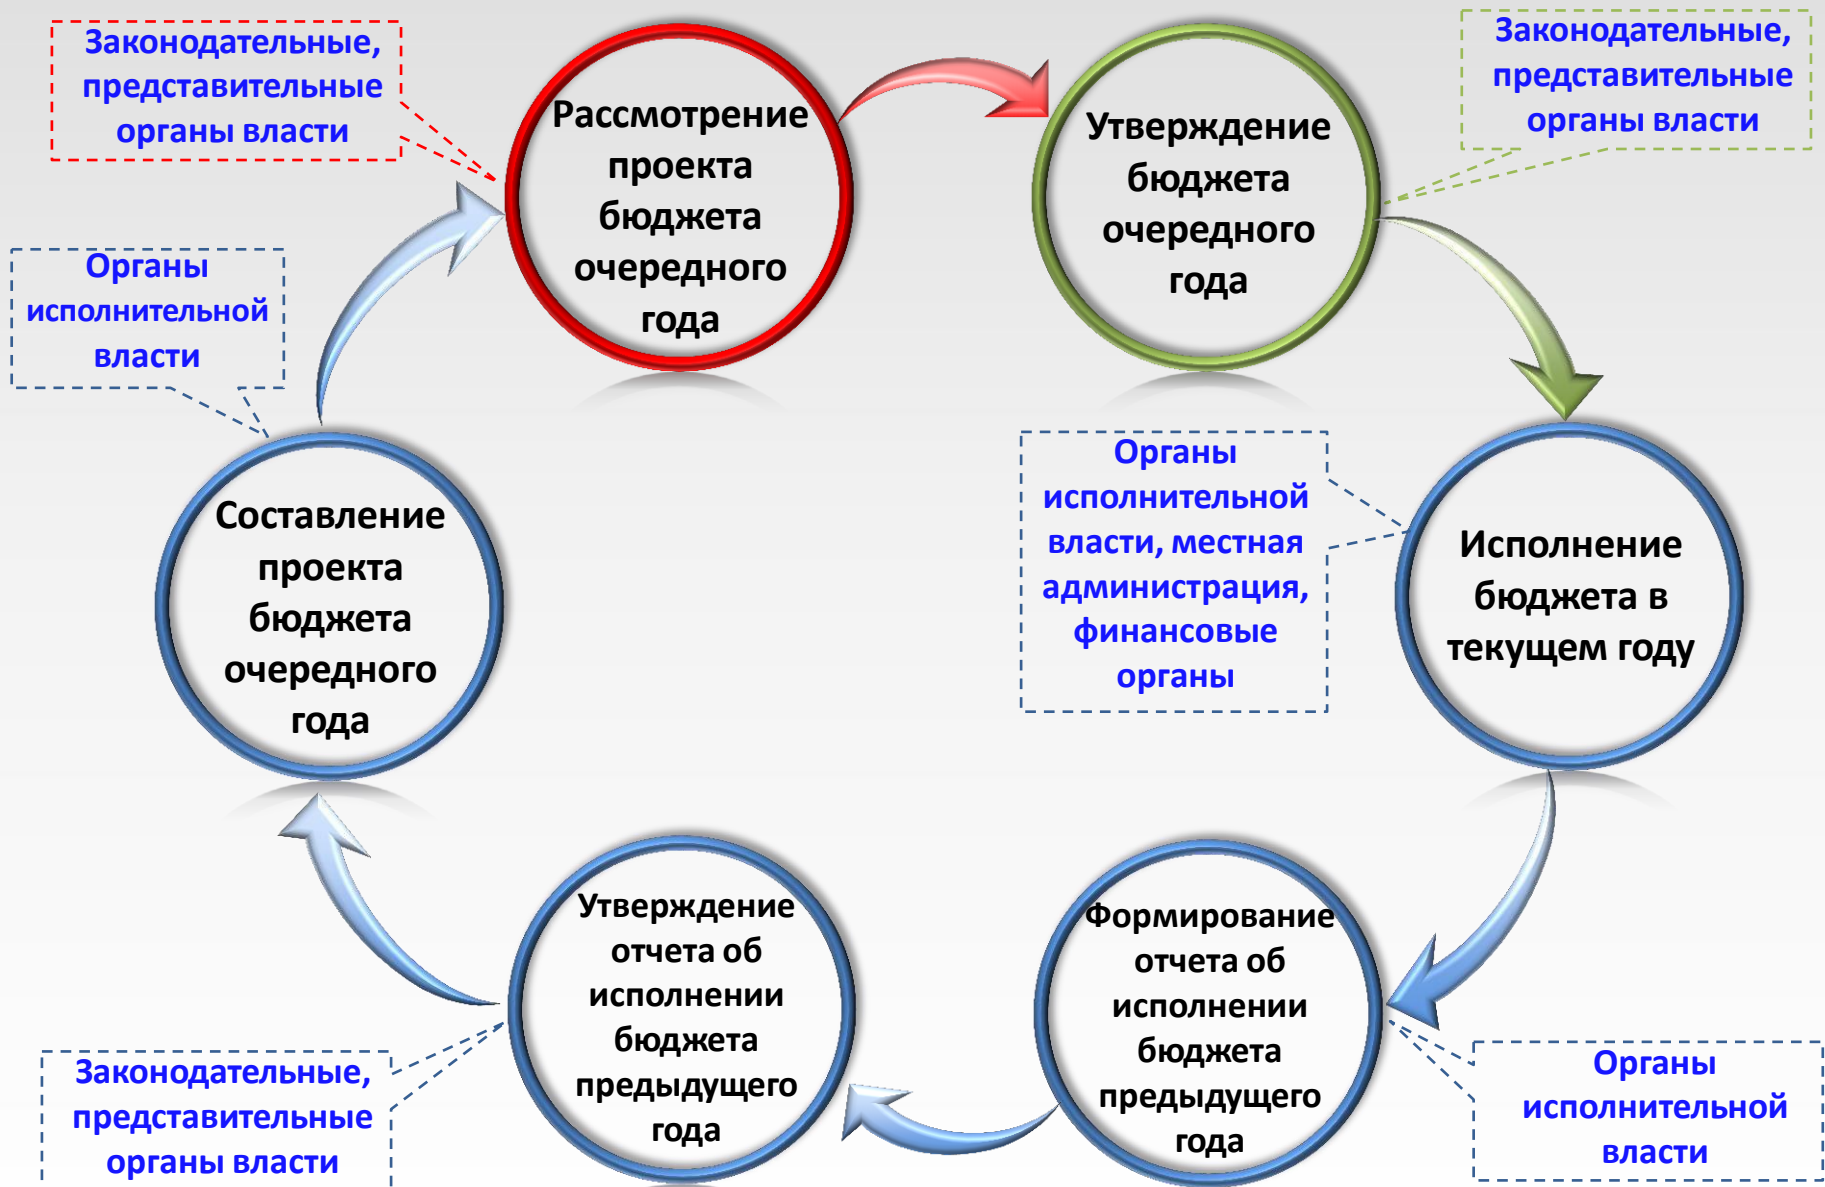 Законодательные,
представительные
органы власти
Рассмотрение
проекта
бюджета
очередного
года
Утверждение
бюджета
очередного
года
Законодательные,
представительные
органы власти
Органы
исполнительной
власти
Составление
проекта
бюджета
очередного
года
Органы
исполнительной
власти, местная
администрация,
финансовые
органы
Исполнение
бюджета в
текущем году
Законодательные,
представительные
органы власти
Утверждение
отчета об
исполнении
бюджета
предыдущего
года
Формирование
отчета об
исполнении
бюджета
предыдущего
года
Органы
исполнительной
власти